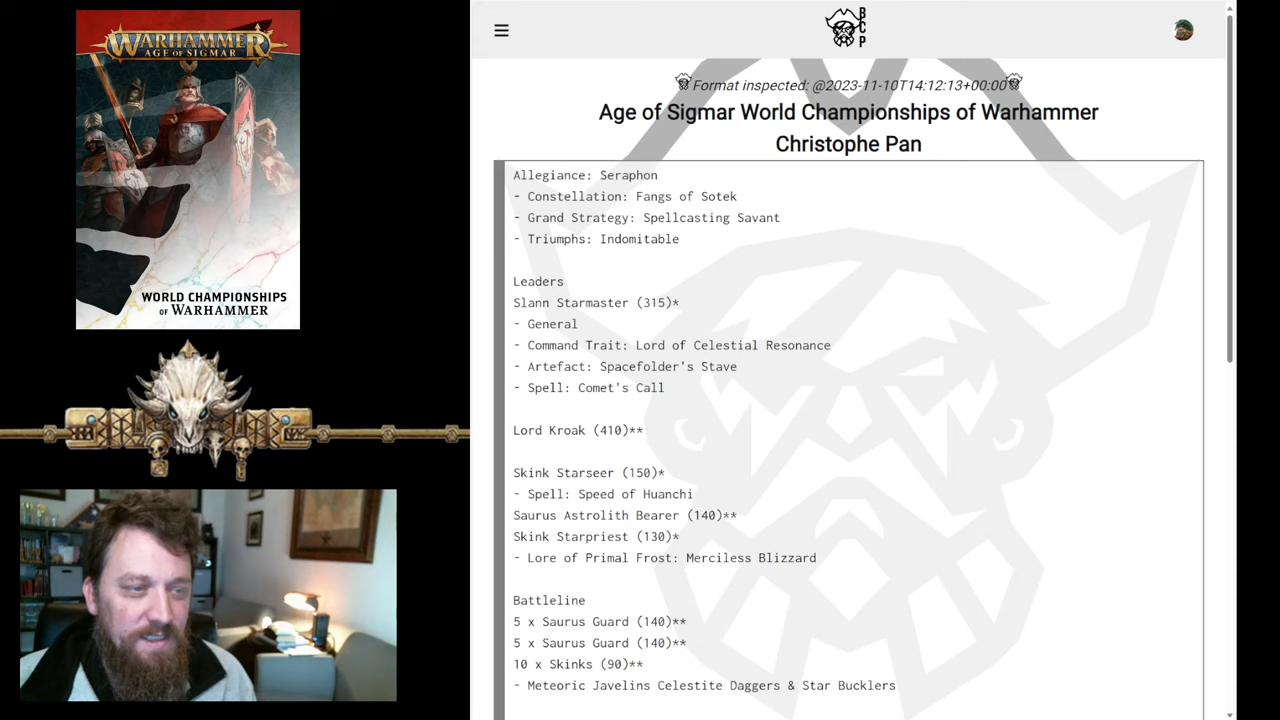 WARHAMMER
AGE OF SIGMAR
WORLD CHAMPIONSHIPS
OF WARHAMMER
BCP
Format inspected: @2023-11-10T14:12:13+00:00
Age of Sigmar World Championships of Warhammer
Christophe Pan
Allegiance: Seraphon
- Constellation: Fangs of Sotek
- Grand Strategy: Spellcasting Savant
- Triumphs: Indomitable
Leaders
Slann Starmaster (315)*
- General
- Command Trait: Lord of Celestial Resonance
- Artefact: Spacefolder's Stave
- Spell: Comet's Call
Lord Kroak (410)**
Skink Starseer (150)*
- Spell: Speed of Huanchi
Saurus Astrolith Bearer (140)**
Skink Starpriest (130)*
- Lore of Primal Frost: Merciless Blizzard
Battleline
5 x Saurus Guard (140)**
5 x Saurus Guard (140)**
10 x Skinks (90)**
- Meteoric Javelins Celestite Daggers & Star Bucklers